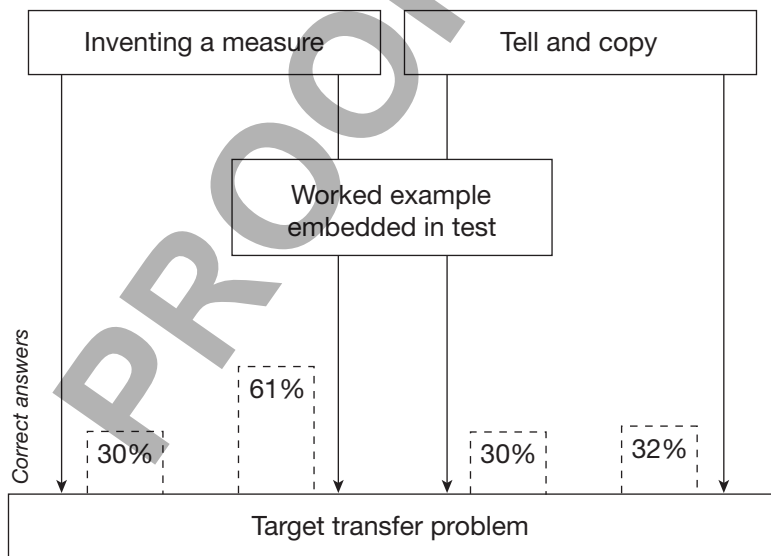 Inventing a measure
Tell and copy
Worked example
embedded in test
Correct answers
30%
61%
30%
32%
Target transfer problem
PROOF